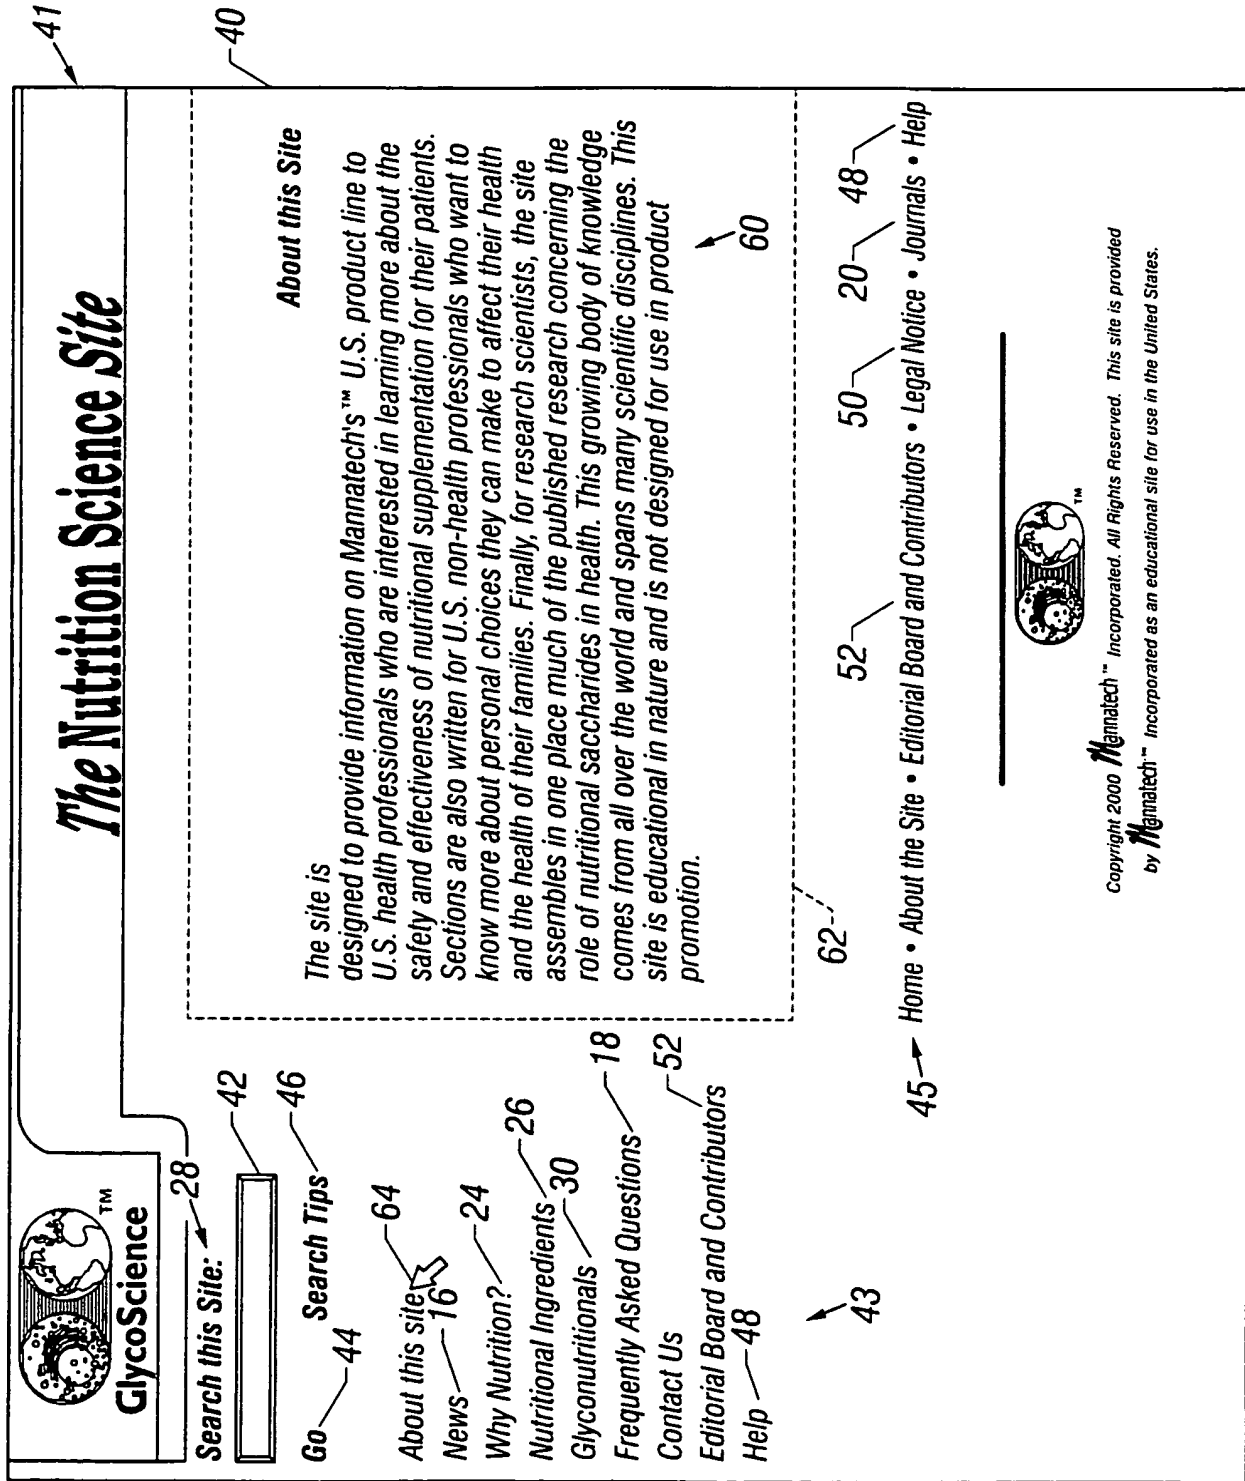 41
40
The Nutrition Science Site
GlycoScience™
Search this Site: 28
42
Go 44
Search Tips 46
About this site 64
News 16
Why Nutrition? 24
Nutritional Ingredients 26
Glyconutritionals 30
Frequently Asked Questions 18
Contact Us
Editorial Board and Contributors 52
Help 48
43
About this Site
The site is
designed to provide information on Mannatech's™ U.S. product line to
U.S. health professionals who are interested in learning more about the
safety and effectiveness of nutritional supplementation for their patients.
Sections are also written for U.S. non-health professionals who want to
know more about personal choices they can make to affect their health
and the health of their families. Finally, for research scientists, the site
assembles in one place much of the published research concerning the
role of nutritional saccharides in health. This growing body of knowledge
comes from all over the world and spans many scientific disciplines. This
site is educational in nature and is not designed for use in product
promotion.
60
62
52 50 20 48
45 Home • About the Site • Editorial Board and Contributors • Legal Notice • Journals • Help
™
Copyright 2000 Mannatech™ Incorporated. All Rights Reserved. This site is provided
by Mannatech™ Incorporated as an educational site for use in the United States.